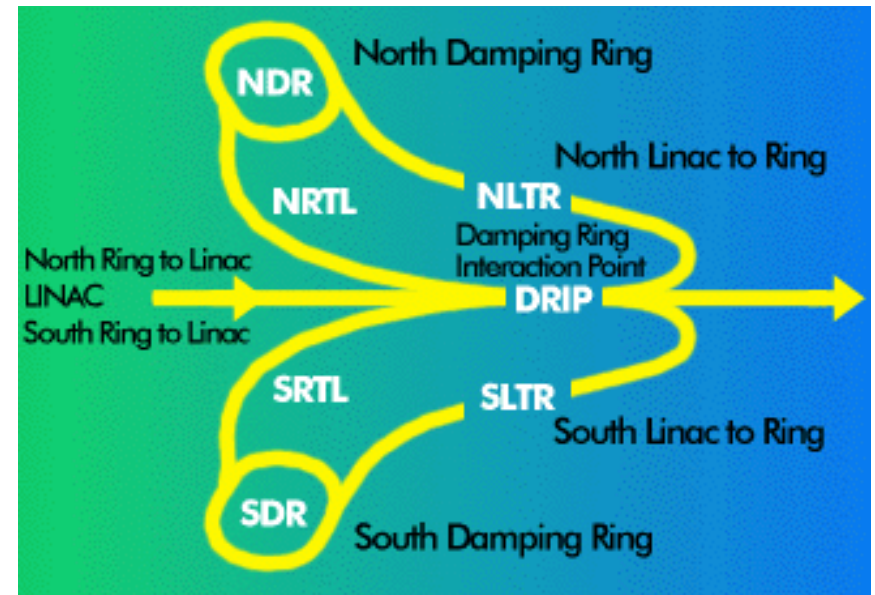 North Damping Ring
NDR
North Linac to Ring
NLTR
NRTL
Damping Ring
Interaction Point
North Ring to Linac
LINAC
DRIP
South Ring to Linac
SRTL
SLTR
South Linac to Ring
SDR
South Damping Ring